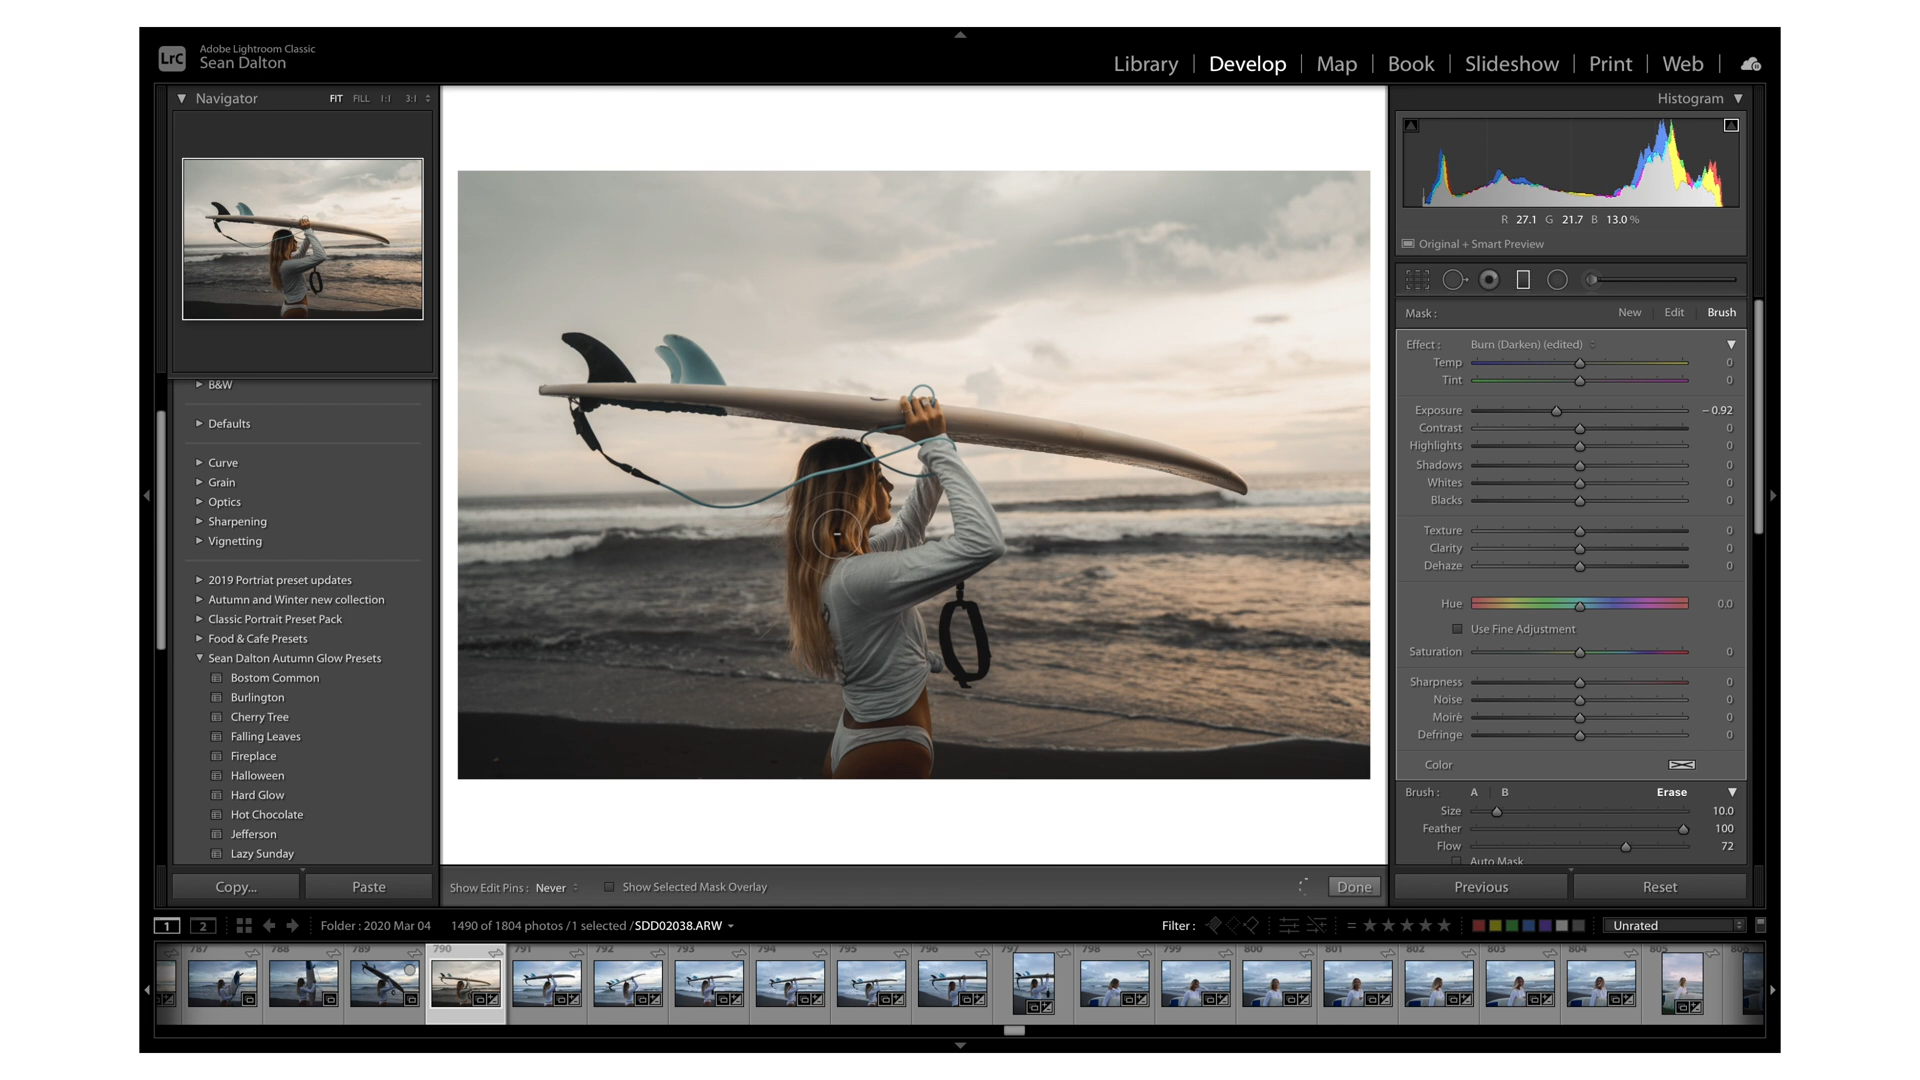 LrC
Adobe Lightroom Classic
Sean Dalton
Library | Develop | Map | Book | Slideshow | Print | Web
Navigator FIT FILL 1:1 3:1
B&W
Defaults
Curve
Grain
Optics
Sharpening
Vignetting
2019 Portriat preset updates
Autumn and Winter new collection
Classic Portrait Preset Pack
Food & Cafe Presets
Sean Dalton Autumn Glow Presets
Bostom Common
Burlington
Cherry Tree
Falling Leaves
Fireplace
Halloween
Hard Glow
Hot Chocolate
Jefferson
Lazy Sunday
Copy... Paste
Show Edit Pins : Never Show Selected Mask Overlay Done
Histogram
R 27.1 G 21.7 B 13.0 %
Original + Smart Preview
Mask : New Edit Brush
Effect : Burn (Darken) (edited)
Temp 0
Tint 0
Exposure – 0.92
Contrast 0
Highlights 0
Shadows 0
Whites 0
Blacks 0
Texture 0
Clarity 0
Dehaze 0
Hue 0.0
Use Fine Adjustment
Saturation 0
Sharpness 0
Noise 0
Moiré 0
Defringe 0
Color
Brush : A B Erase
Size 10.0
Feather 100
Flow 72
Auto Mask
Previous Reset
1 2 Folder : 2020 Mar 04 1490 of 1804 photos /1 selected /SDD02038.ARW Filter : Unrated
787 788 789 790 791 792 793 794 795 796 797 798 799 800 801 802 803 804 805 806